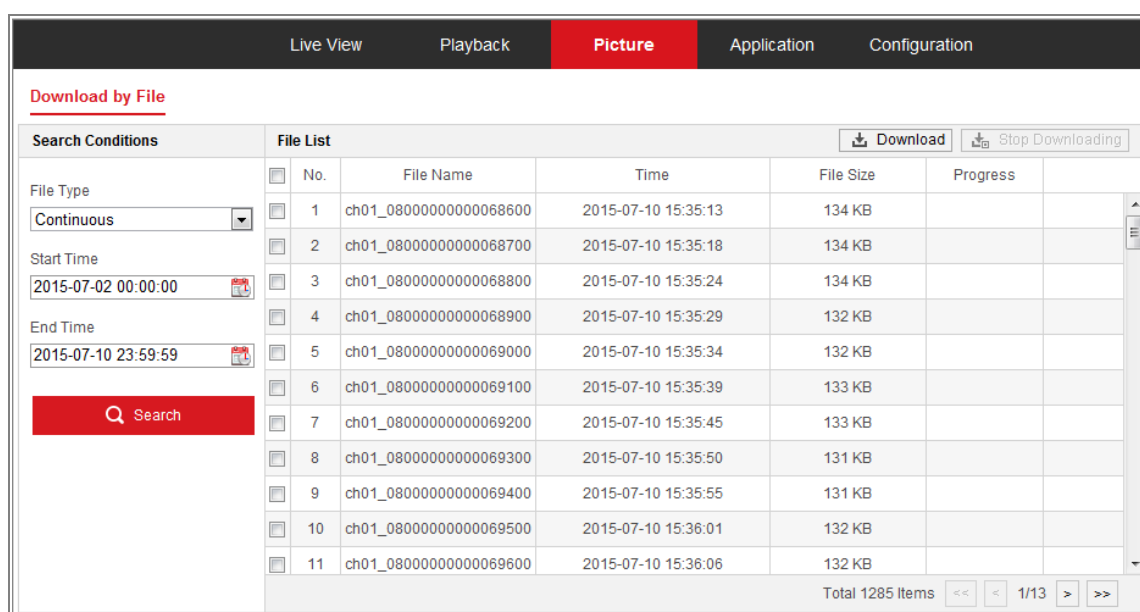 Live View Playback Picture Application Configuration
Download by File
Search Conditions
File Type
Continuous
Start Time
2015-07-02 00:00:00
End Time
2015-07-10 23:59:59
Search
File List Download Stop Downloading
No. File Name Time File Size Progress
1 ch01_08000000000068600 2015-07-10 15:35:13 134 KB
2 ch01_08000000000068700 2015-07-10 15:35:18 134 KB
3 ch01_08000000000068800 2015-07-10 15:35:24 134 KB
4 ch01_08000000000068900 2015-07-10 15:35:29 132 KB
5 ch01_08000000000069000 2015-07-10 15:35:34 132 KB
6 ch01_08000000000069100 2015-07-10 15:35:39 133 KB
7 ch01_08000000000069200 2015-07-10 15:35:45 133 KB
8 ch01_08000000000069300 2015-07-10 15:35:50 131 KB
9 ch01_08000000000069400 2015-07-10 15:35:55 131 KB
10 ch01_08000000000069500 2015-07-10 15:36:01 132 KB
11 ch01_08000000000069600 2015-07-10 15:36:06 132 KB
Total 1285 Items << < 1/13 > >>